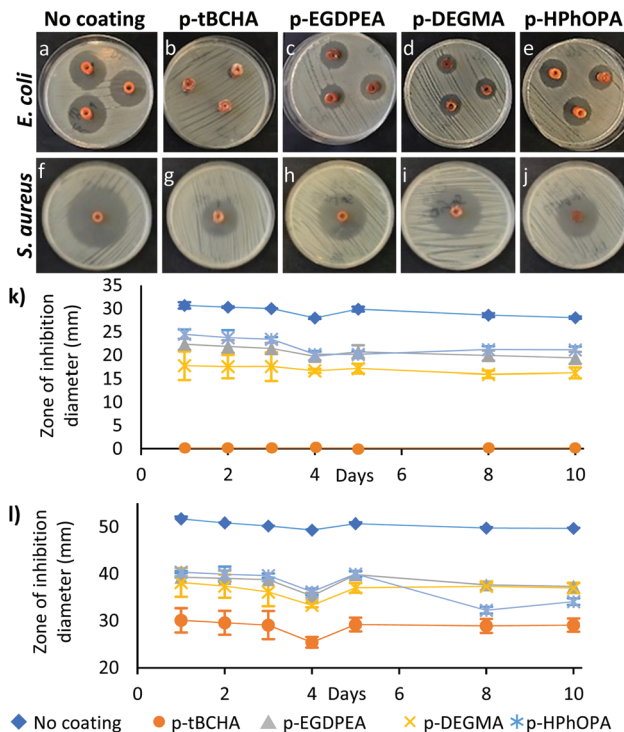 No coating p-tBCHA p-EGDPEA p-DEGMA p-HPhOPA
E. coli
a b c d e
S. aureus
f g h i j
k)
Zone of inhibition
diameter (mm)
35
30
25
20
15
10
5
0
0 2 4 Days 6 8 10
l)
Zone of inhibition
diameter (mm)
50
40
30
20
0 2 4 Days 6 8 10
No coating p-tBCHA p-EGDPEA p-DEGMA p-HPhOPA